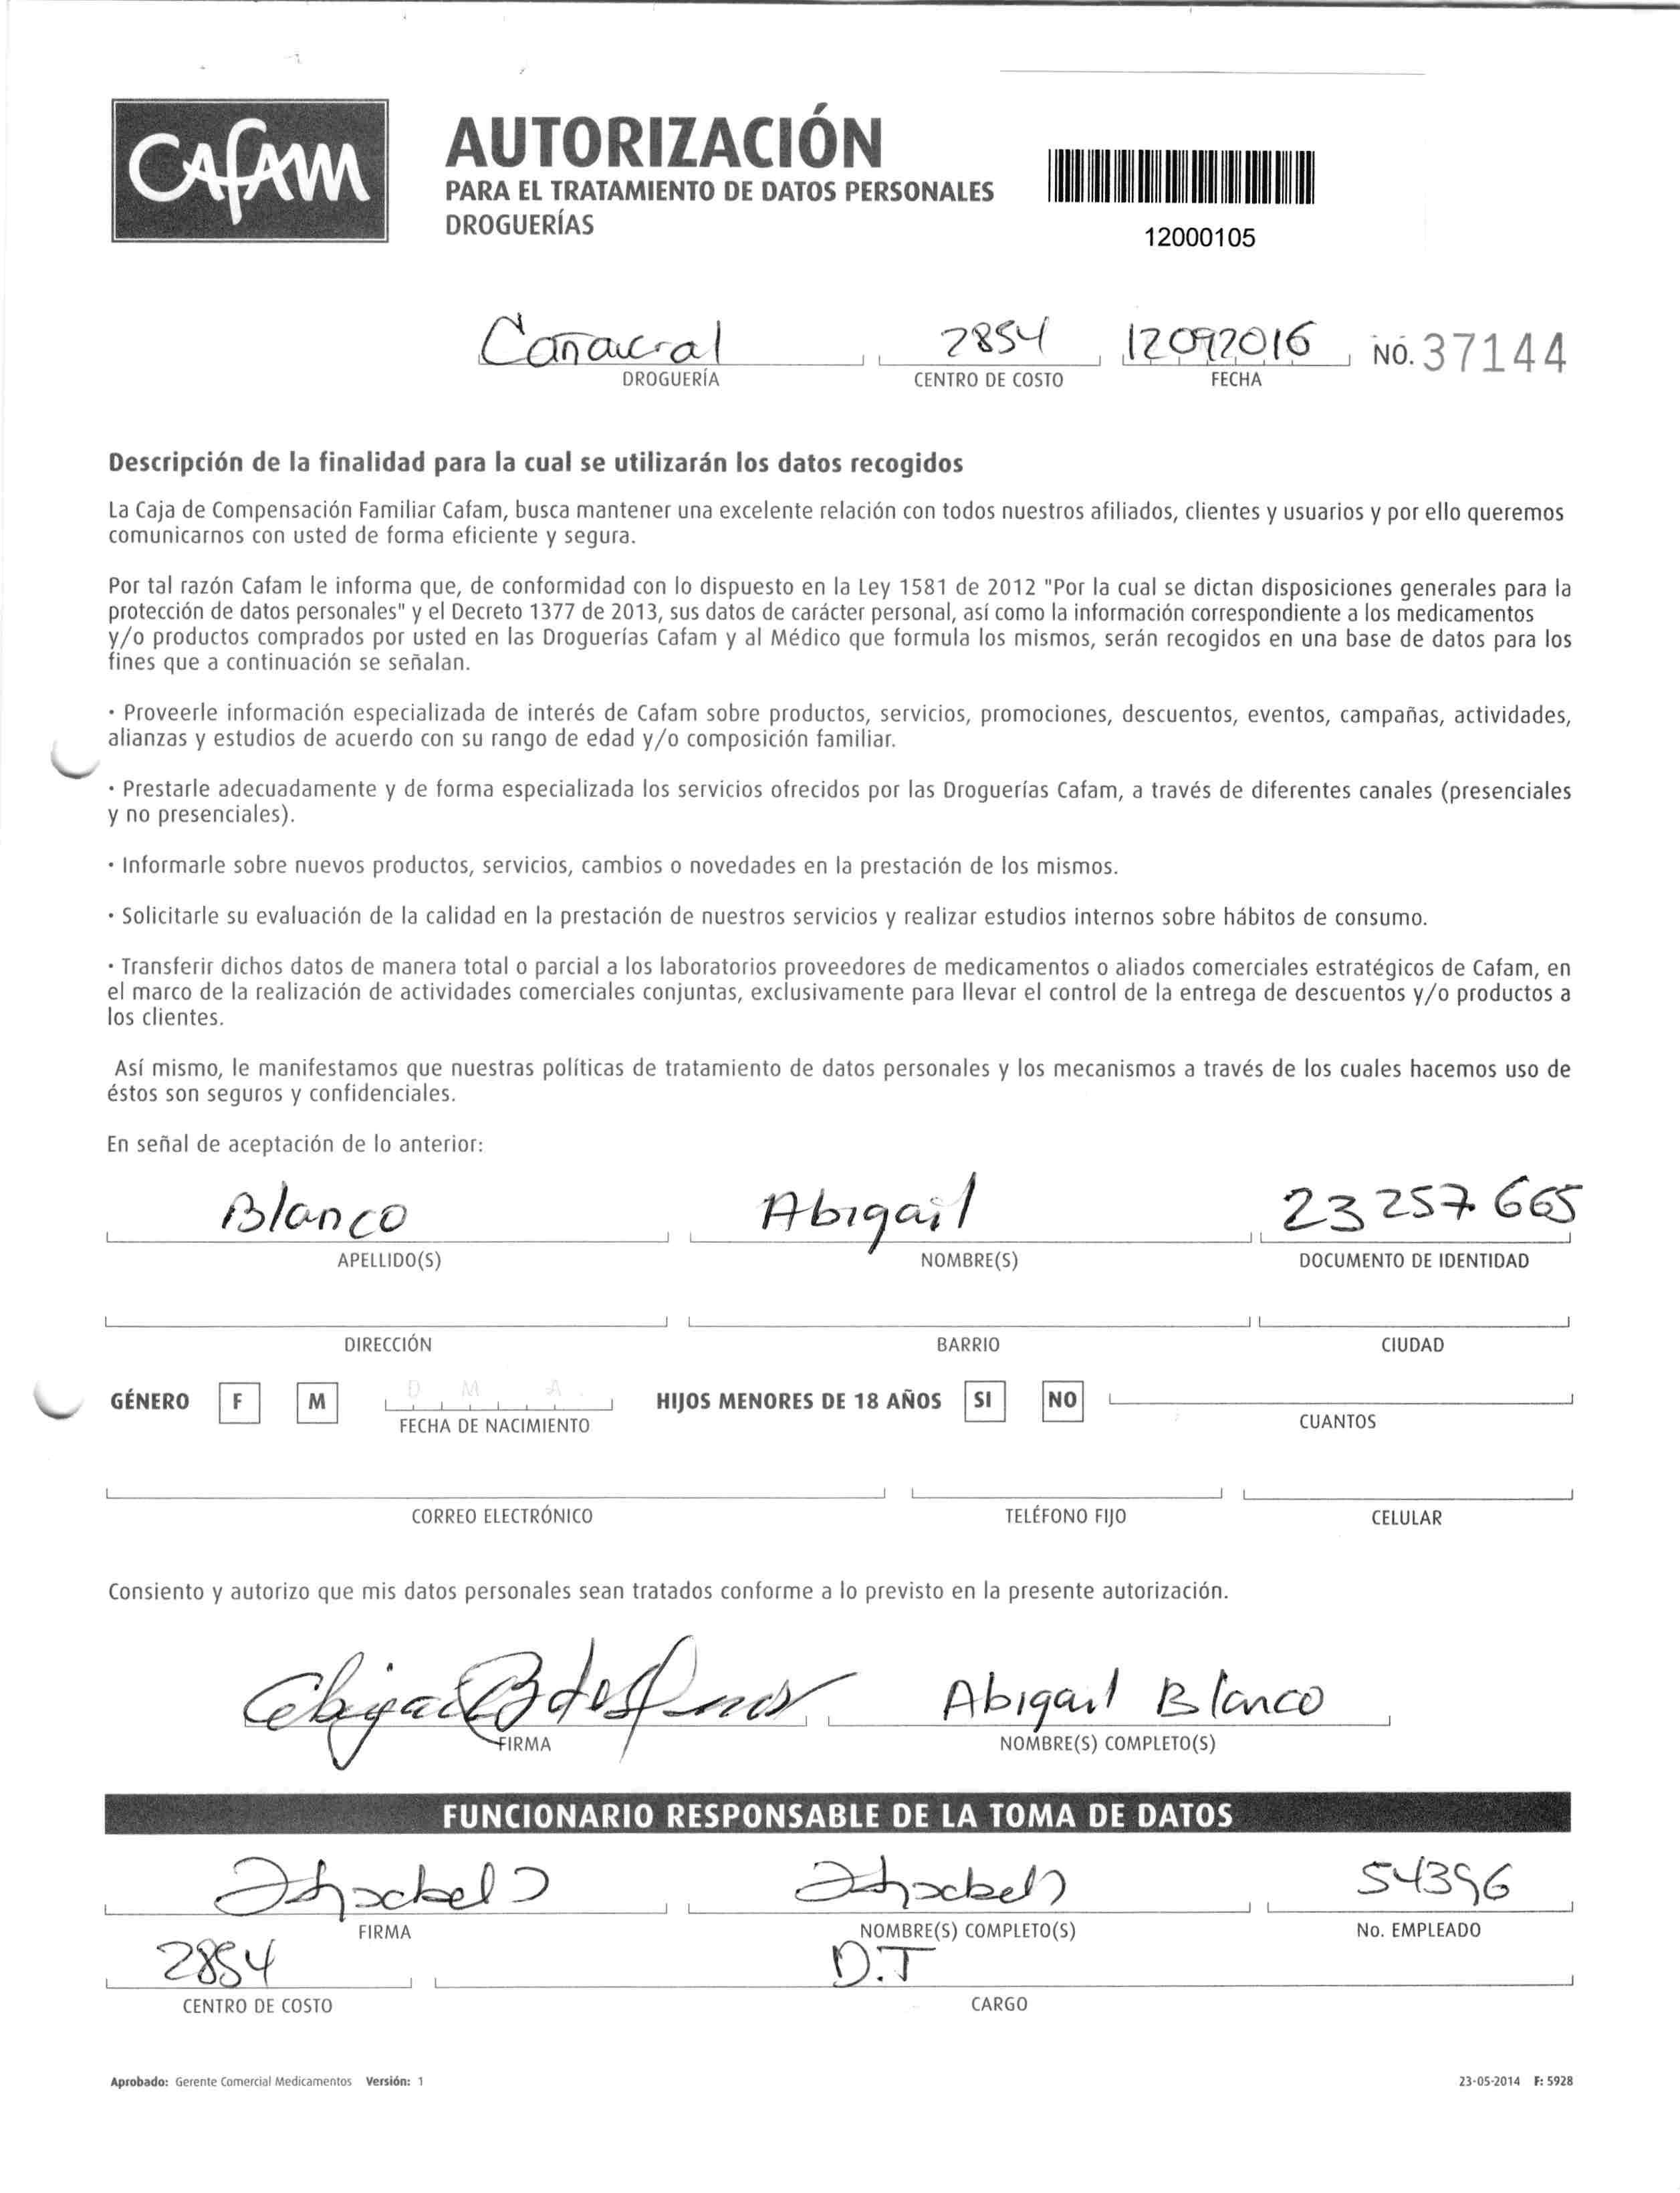 CAFAM
AUTORIZACIÓN
PARA EL TRATAMIENTO DE DATOS PERSONALES
DROGUERÍAS
12000105
2854 12092016 NO. 37144
DROGUERÍA CENTRO DE COSTO FECHA
Descripción de la finalidad para la cual se utilizarán los datos recogidos
La Caja de Compensación Familiar Cafam, busca mantener una excelente relación con todos nuestros afiliados, clientes y usuarios y por ello queremos
comunicarnos con usted de forma eficiente y segura.
Por tal razón Cafam le informa que, de conformidad con lo dispuesto en la Ley 1581 de 2012 "Por la cual se dictan disposiciones generales para la
protección de datos personales" y el Decreto 1377 de 2013, sus datos de carácter personal, así como la información correspondiente a los medicamentos
y/o productos comprados por usted en las Droguerías Cafam y al Médico que formula los mismos, serán recogidos en una base de datos para los
fines que a continuación se señalan.
· Proveerle información especializada de interés de Cafam sobre productos, servicios, promociones, descuentos, eventos, campañas, actividades,
alianzas y estudios de acuerdo con su rango de edad y/o composición familiar.
· Prestarle adecuadamente y de forma especializada los servicios ofrecidos por las Droguerías Cafam, a través de diferentes canales (presenciales
y no presenciales).
· Informarle sobre nuevos productos, servicios, cambios o novedades en la prestación de los mismos.
· Solicitarle su evaluación de la calidad en la prestación de nuestros servicios y realizar estudios internos sobre hábitos de consumo.
· Transferir dichos datos de manera total o parcial a los laboratorios proveedores de medicamentos o aliados comerciales estratégicos de Cafam, en
el marco de la realización de actividades comerciales conjuntas, exclusivamente para llevar el control de la entrega de descuentos y/o productos a
los clientes.
Así mismo, le manifestamos que nuestras políticas de tratamiento de datos personales y los mecanismos a través de los cuales hacemos uso de
éstos son seguros y confidenciales.
En señal de aceptación de lo anterior:
Blanco Abigail 23257665
APELLIDO(S) NOMBRE(S) DOCUMENTO DE IDENTIDAD
DIRECCIÓN BARRIO CIUDAD
D M A
GÉNERO F M HIJOS MENORES DE 18 AÑOS SI NO
FECHA DE NACIMIENTO CUANTOS
CORREO ELECTRÓNICO TELÉFONO FIJO CELULAR
Consiento y autorizo que mis datos personales sean tratados conforme a lo previsto en la presente autorización.
Abigail Blanco
FIRMA NOMBRE(S) COMPLETO(S)
FUNCIONARIO RESPONSABLE DE LA TOMA DE DATOS
54396
FIRMA NOMBRE(S) COMPLETO(S) No. EMPLEADO
2854 D.T
CENTRO DE COSTO CARGO
Aprobado: Gerente Comercial Medicamentos Versión: 1 23-05-2014 F: 5928